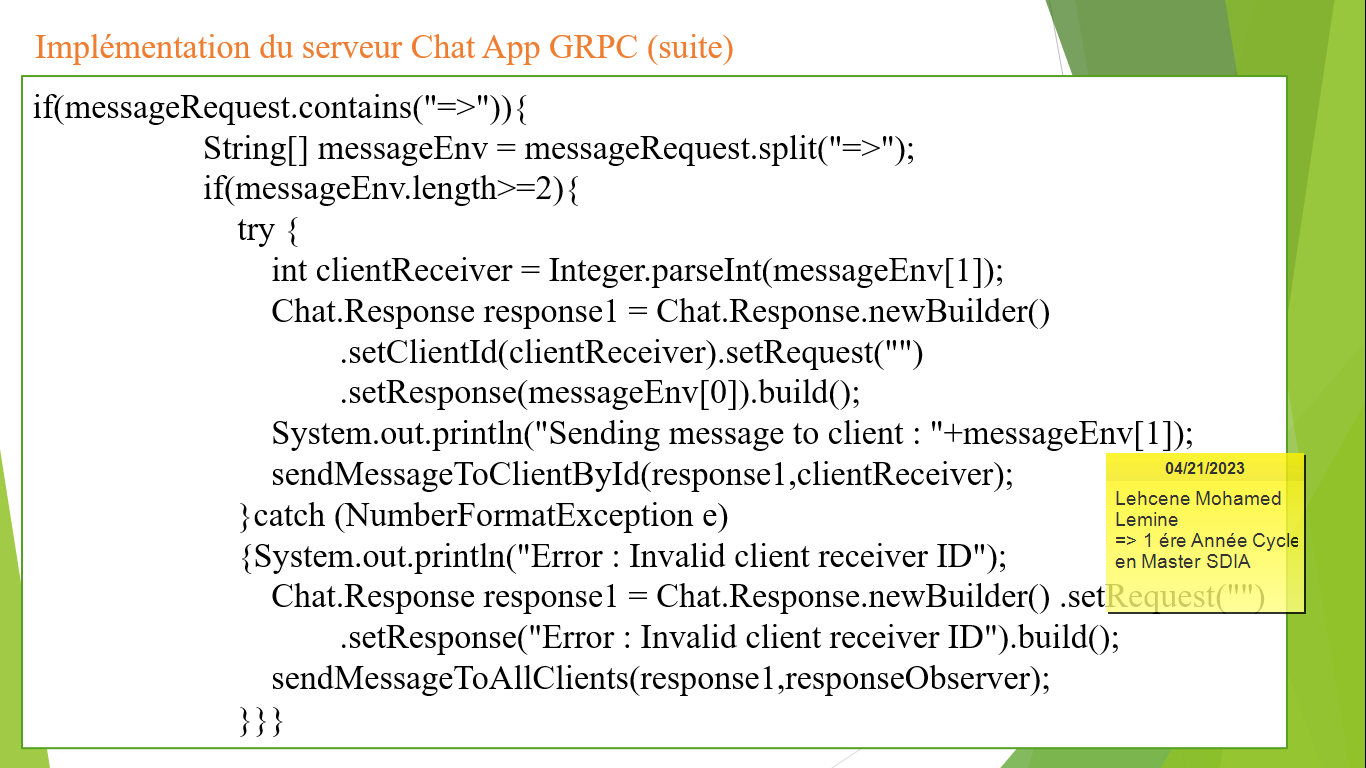 Implémentation du serveur Chat App GRPC (suite)
if(messageRequest.contains("=>")){
String[] messageEnv = messageRequest.split("=>");
if(messageEnv.length>=2){
try {
int clientReceiver = Integer.parseInt(messageEnv[1]);
Chat.Response response1 = Chat.Response.newBuilder()
.setClientId(clientReceiver).setRequest("")
.setResponse(messageEnv[0]).build();
System.out.println("Sending message to client : "+messageEnv[1]);
sendMessageToClientById(response1,clientReceiver);
}catch (NumberFormatException e)
{System.out.println("Error : Invalid client receiver ID");
Chat.Response response1 = Chat.Response.newBuilder() .setRequest("")
.setResponse("Error : Invalid client receiver ID").build();
sendMessageToAllClients(response1,responseObserver);
}}}
04/21/2023
Lehcene Mohamed
Lemine
=> 1 ére Année Cycle
en Master SDIA